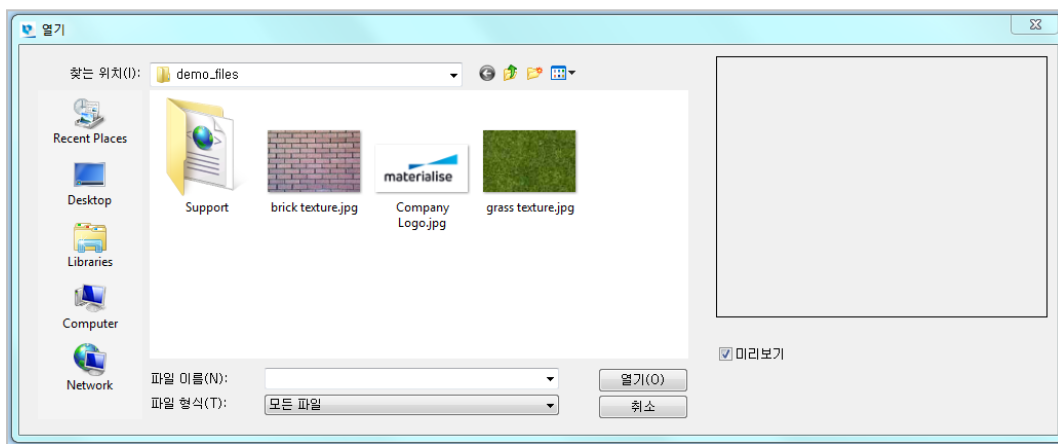 열기
찾는 위치(I):
demo_files
Recent Places
Desktop
Libraries
Computer
Network
Support
brick texture.jpg
materialise
Company
Logo.jpg
grass texture.jpg
미리보기
파일 이름(N):
열기(O)
파일 형식(T):
모든 파일
취소